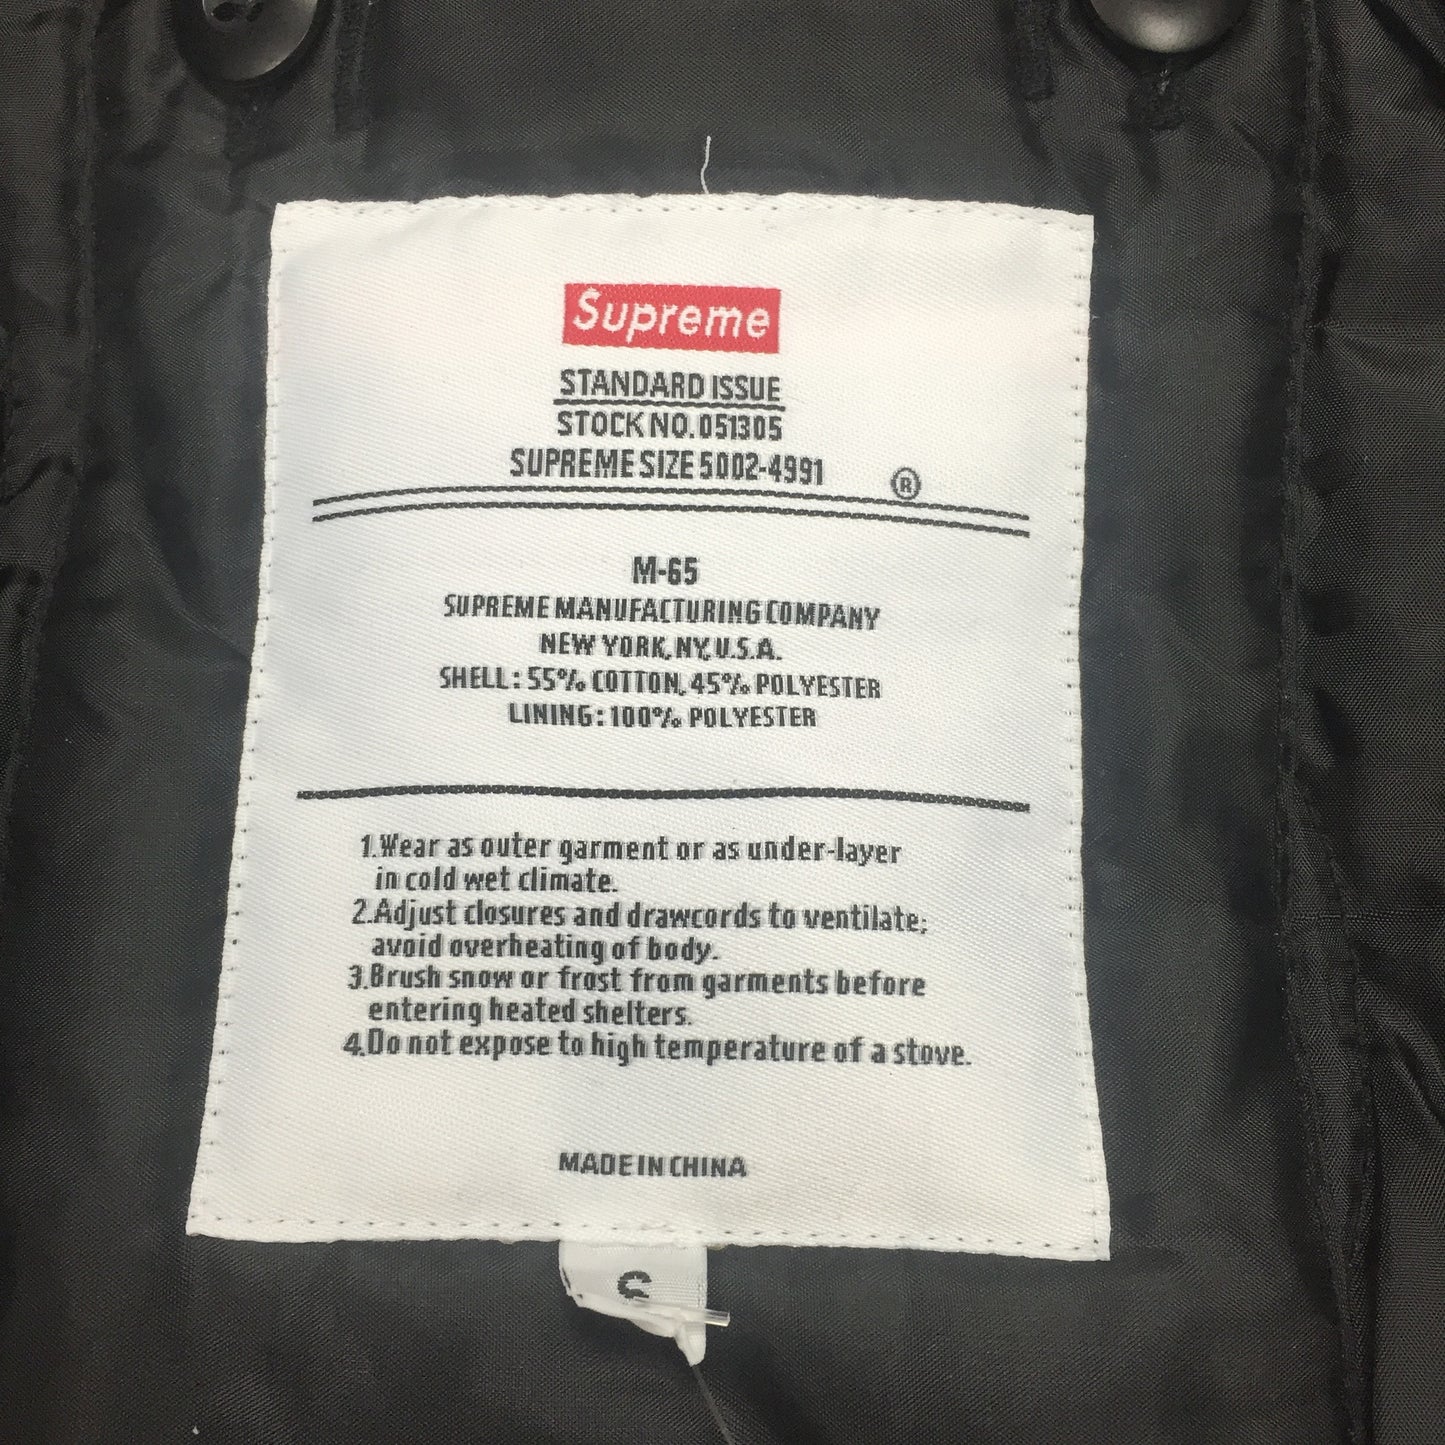 Supreme
STANDARD ISSUE
STOCK NO. 051305
SUPREME SIZE 5002-4991
®
M-65
SUPREME MANUFACTURING COMPANY
NEW YORK, NY, U.S.A.
SHELL: 55% COTTON, 45% POLYESTER
LINING: 100% POLYESTER
1.Wear as outer garment or as under-layer
in cold wet climate.
2.Adjust closures and drawcords to ventilate;
avoid overheating of body.
3.Brush snow or frost from garments before
entering heated shelters.
4.Do not expose to high temperature of a stove.
MADE IN CHINA